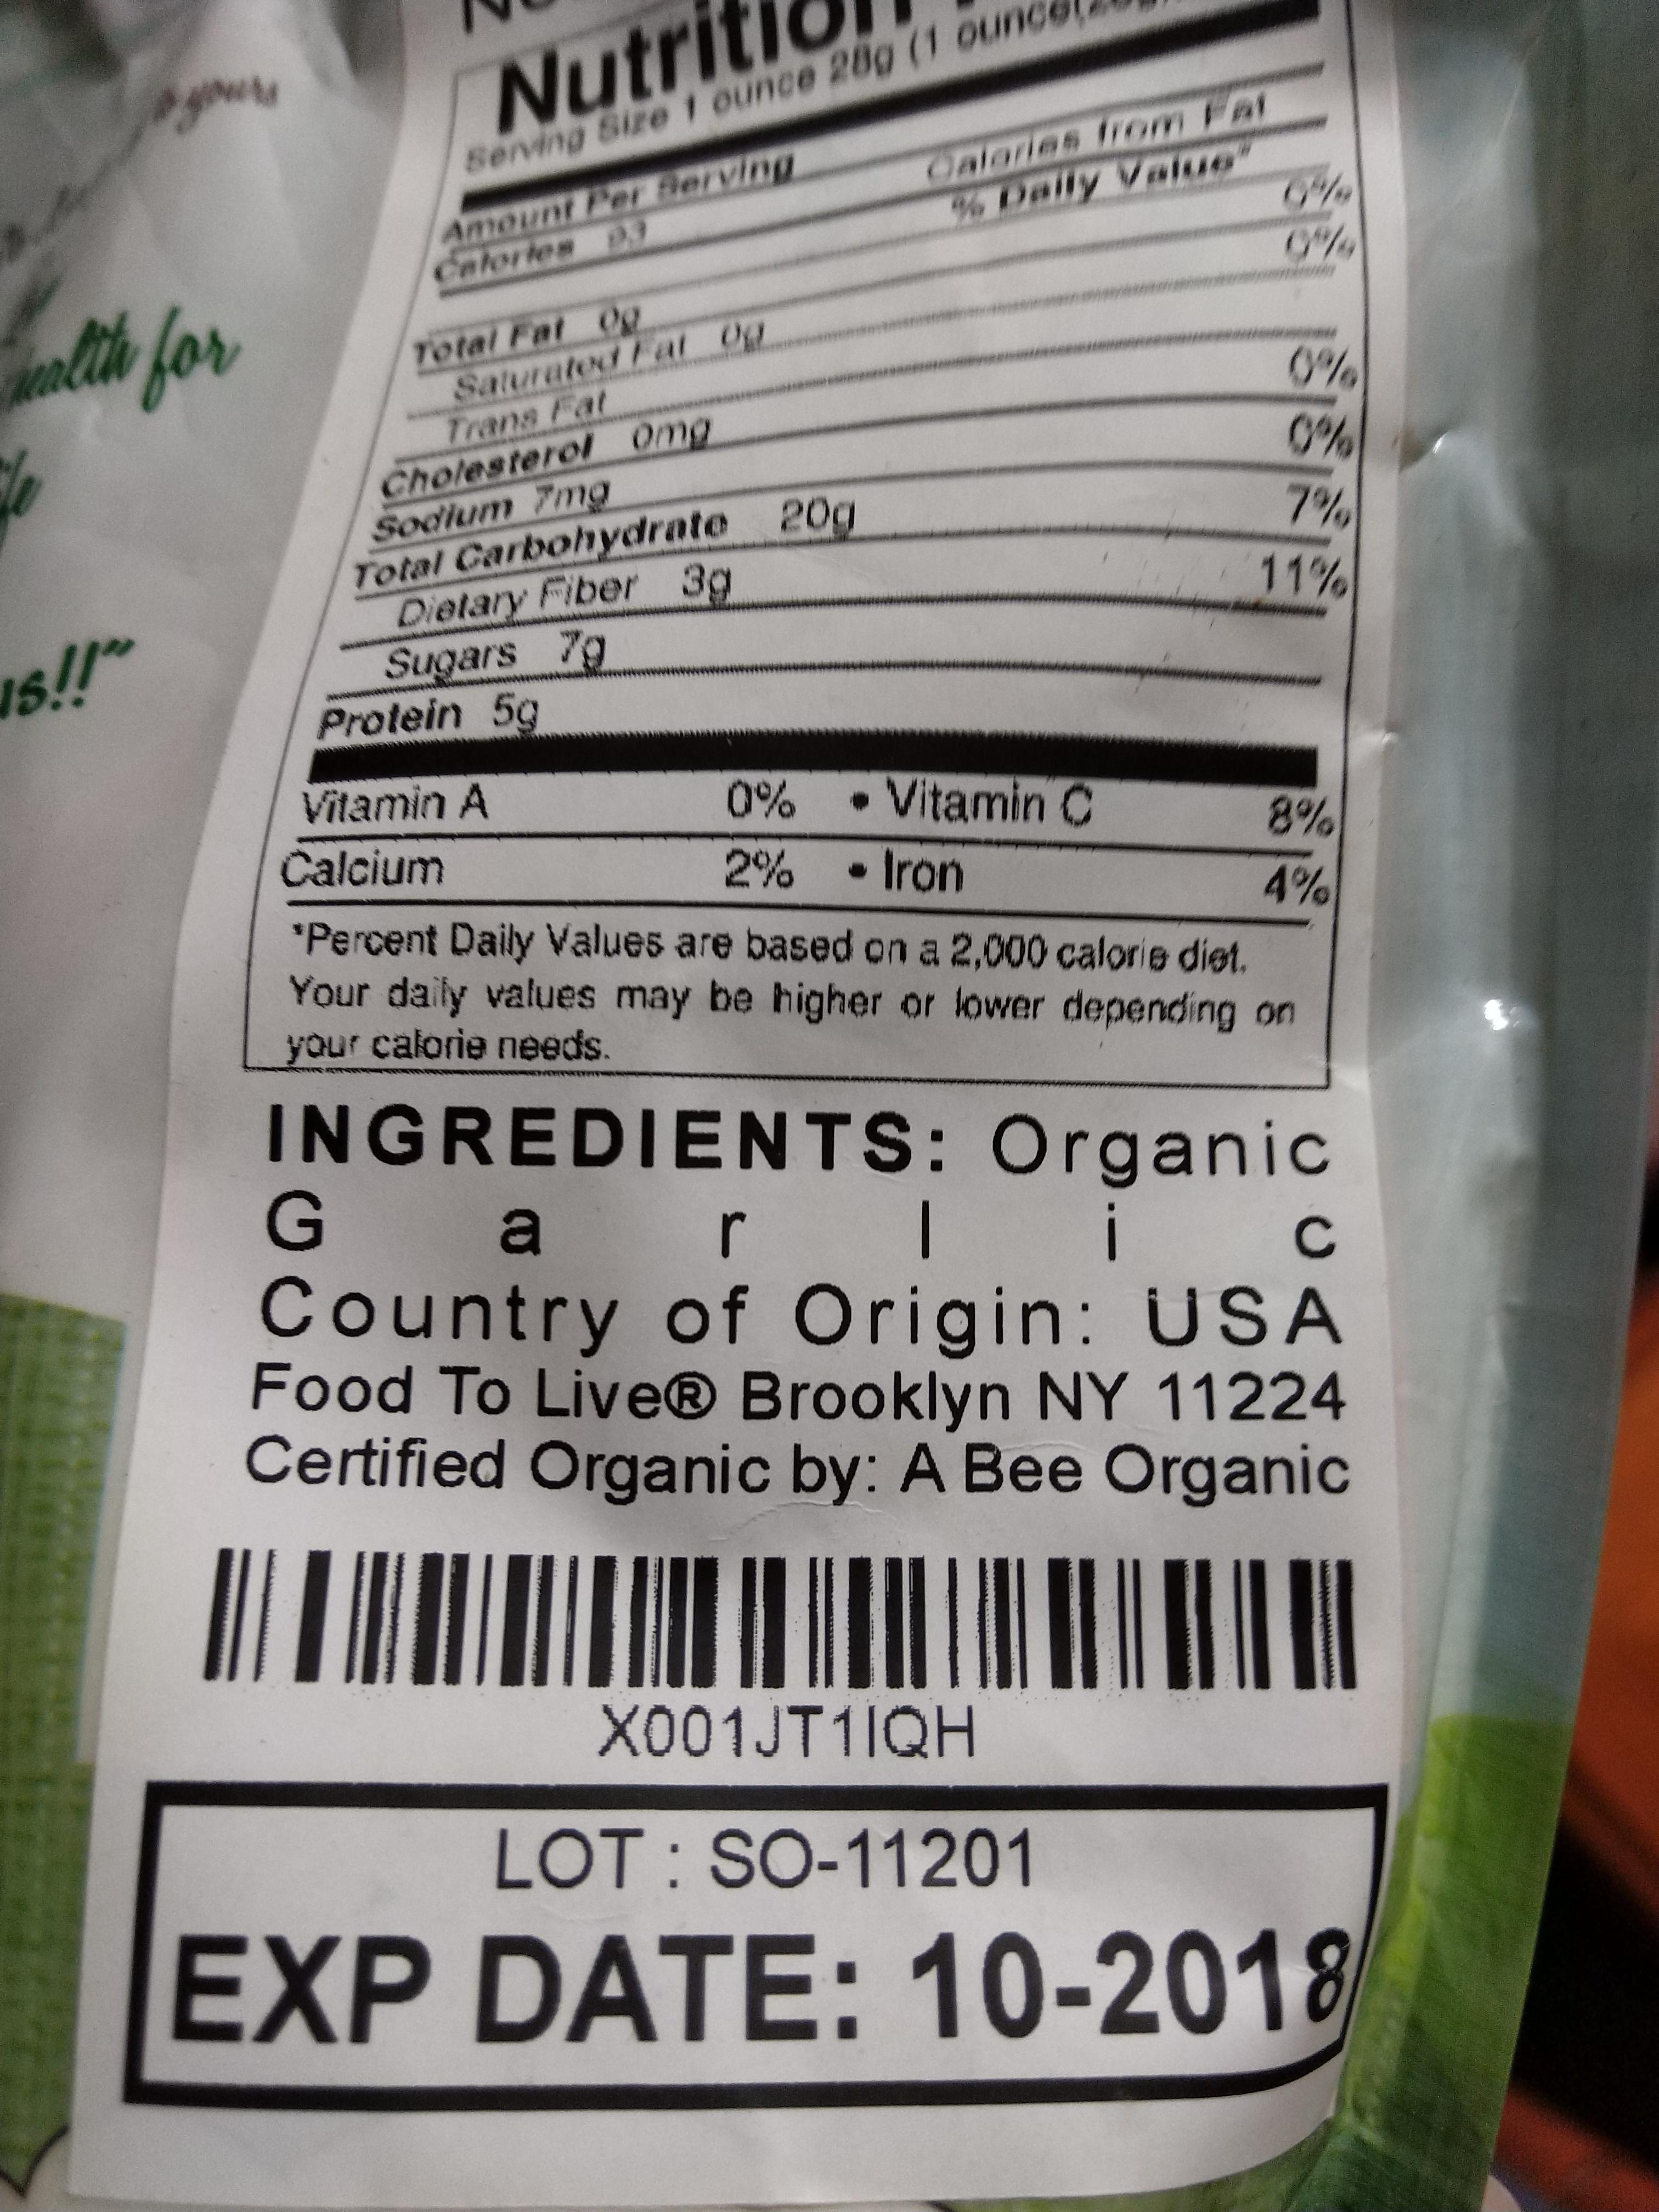 yours
health for
us!!"
Nutrition
Serving Size 1 ounce 28g (1 ounce
Amount Per Serving
Calories 93 Calories from Fat
% Daily Value*
Total Fat 0g 0%
Saturated Fat 0g 0%
Trans Fat
Cholesterol 0mg 0%
Sodium 7mg 0%
Total Carbohydrate 20g 7%
Dietary Fiber 3g 11%
Sugars 7g
Protein 5g
Vitamin A 0% • Vitamin C 8%
Calcium 2% • Iron 4%
*Percent Daily Values are based on a 2,000 calorie diet.
Your daily values may be higher or lower depending on
your calorie needs.
INGREDIENTS: Organic
G a r l i c
Country of Origin: USA
Food To Live® Brooklyn NY 11224
Certified Organic by: A Bee Organic
X001JT1IQH
LOT : SO-11201
EXP DATE: 10-2018